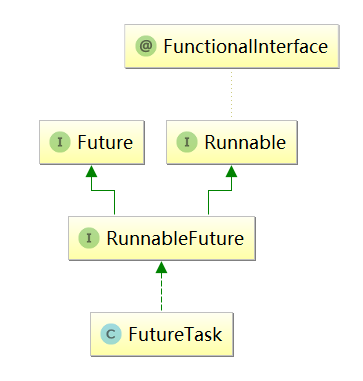 @ FunctionalInterface
I Future
I Runnable
I RunnableFuture
C FutureTask